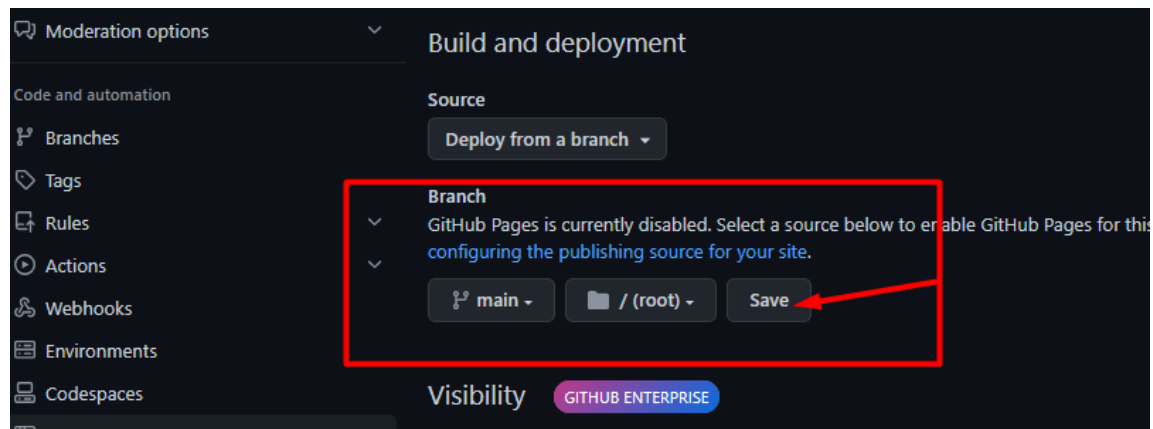 Moderation options
Code and automation
Branches
Tags
Rules
Actions
Webhooks
Environments
Codespaces
Build and deployment
Source
Deploy from a branch
Branch
GitHub Pages is currently disabled. Select a source below to enable GitHub Pages for this
configuring the publishing source for your site.
main
/ (root)
Save
Visibility
GITHUB ENTERPRISE